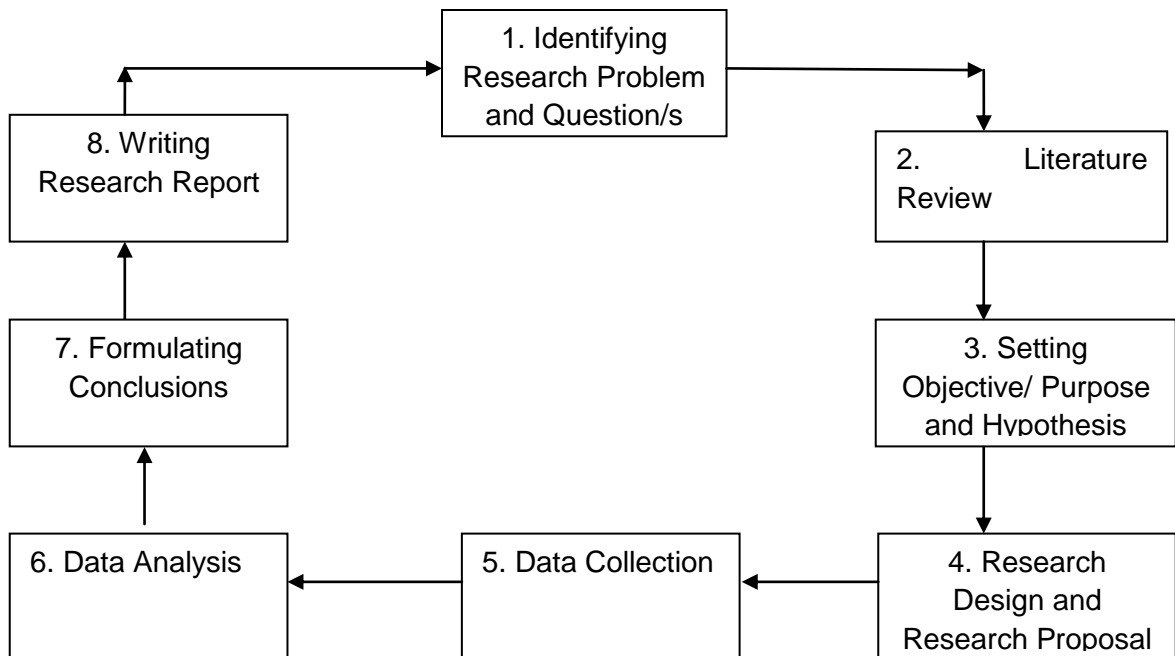 1. Identifying
Research Problem
and Question/s
2. Literature
Review
3. Setting
Objective/ Purpose
and Hypothesis
4. Research
Design and
Research Proposal
5. Data Collection
6. Data Analysis
7. Formulating
Conclusions
8. Writing
Research Report